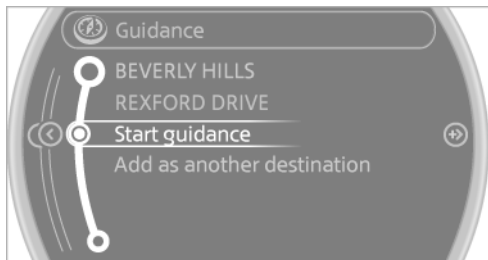 Guidance
BEVERLY HILLS
REXFORD DRIVE
Start guidance
Add as another destination